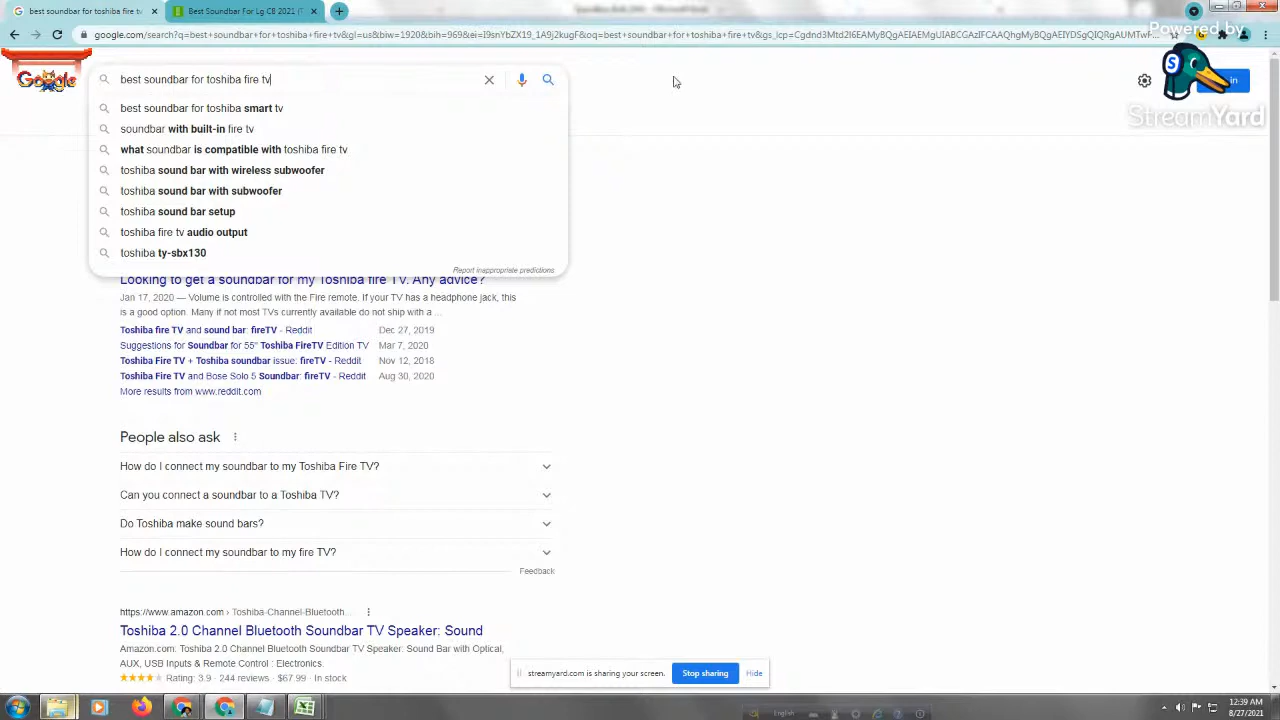 best soundbar for toshiba fire tv
Best Soundbar For Lg C8 2021 (T
Powered by
best soundbar for toshiba fire tv
in
StreamYard
best soundbar for toshiba smart tv
soundbar with built-in fire tv
what soundbar is compatible with toshiba fire tv
toshiba sound bar with wireless subwoofer
toshiba sound bar with subwoofer
toshiba sound bar setup
toshiba fire tv audio output
toshiba ty-sbx130
Report inappropriate predictions
Looking to get a soundbar for my Toshiba fire TV. Any advice?
Jan 17, 2020 — Volume is controlled with the Fire remote. If your TV has a headphone jack, this
is a good option. Many if not most TVs currently available do not ship with a ...
Toshiba fire TV and sound bar: fireTV - Reddit Dec 27, 2019
Suggestions for Soundbar for 55" Toshiba FireTV Edition TV Mar 7, 2020
Toshiba Fire TV + Toshiba soundbar issue: fireTV - Reddit Nov 12, 2018
Toshiba Fire TV and Bose Solo 5 Soundbar: fireTV - Reddit Aug 30, 2020
More results from www.reddit.com
People also ask
How do I connect my soundbar to my Toshiba Fire TV?
Can you connect a soundbar to a Toshiba TV?
Do Toshiba make sound bars?
How do I connect my soundbar to my fire TV?
Feedback
https://www.amazon.com › Toshiba-Channel-Bluetooth...
Toshiba 2.0 Channel Bluetooth Soundbar TV Speaker: Sound
Amazon.com: Toshiba 2.0 Channel Bluetooth Soundbar TV Speaker: Sound Bar with Optical,
AUX, USB Inputs & Remote Control : Electronics.
Rating: 3.9 · 244 reviews · $67.99 · In stock
streamyard.com is sharing your screen. Stop sharing Hide
English
12:39 AM
8/27/2021